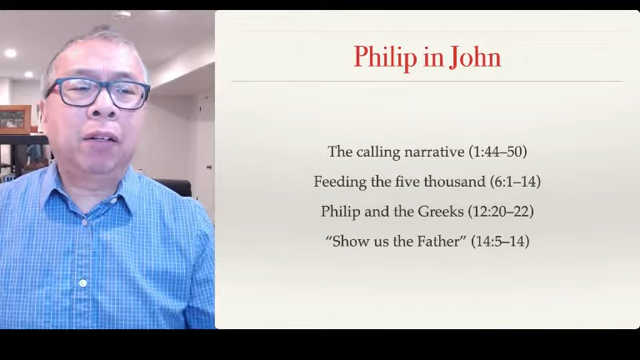 Philip in John
The calling narrative (1:44–50)
Feeding the five thousand (6:1–14)
Philip and the Greeks (12:20–22)
“Show us the Father” (14:5–14)